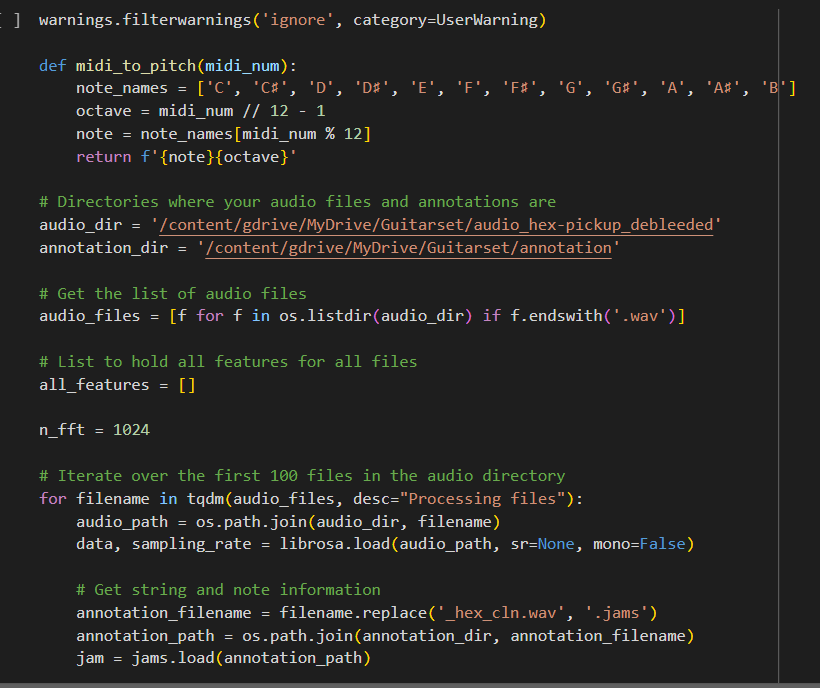 [ ] warnings.filterwarnings('ignore', category=UserWarning)
def midi_to_pitch(midi_num):
note_names = ['C', 'C♯', 'D', 'D♯', 'E', 'F', 'F♯', 'G', 'G♯', 'A', 'A♯', 'B']
octave = midi_num // 12 - 1
note = note_names[midi_num % 12]
return f'{note}{octave}'
# Directories where your audio files and annotations are
audio_dir = '/content/gdrive/MyDrive/Guitarset/audio_hex-pickup_debleeded'
annotation_dir = '/content/gdrive/MyDrive/Guitarset/annotation'
# Get the list of audio files
audio_files = [f for f in os.listdir(audio_dir) if f.endswith('.wav')]
# List to hold all features for all files
all_features = []
n_fft = 1024
# Iterate over the first 100 files in the audio directory
for filename in tqdm(audio_files, desc="Processing files"):
audio_path = os.path.join(audio_dir, filename)
data, sampling_rate = librosa.load(audio_path, sr=None, mono=False)
# Get string and note information
annotation_filename = filename.replace('_hex_cln.wav', '.jams')
annotation_path = os.path.join(annotation_dir, annotation_filename)
jam = jams.load(annotation_path)